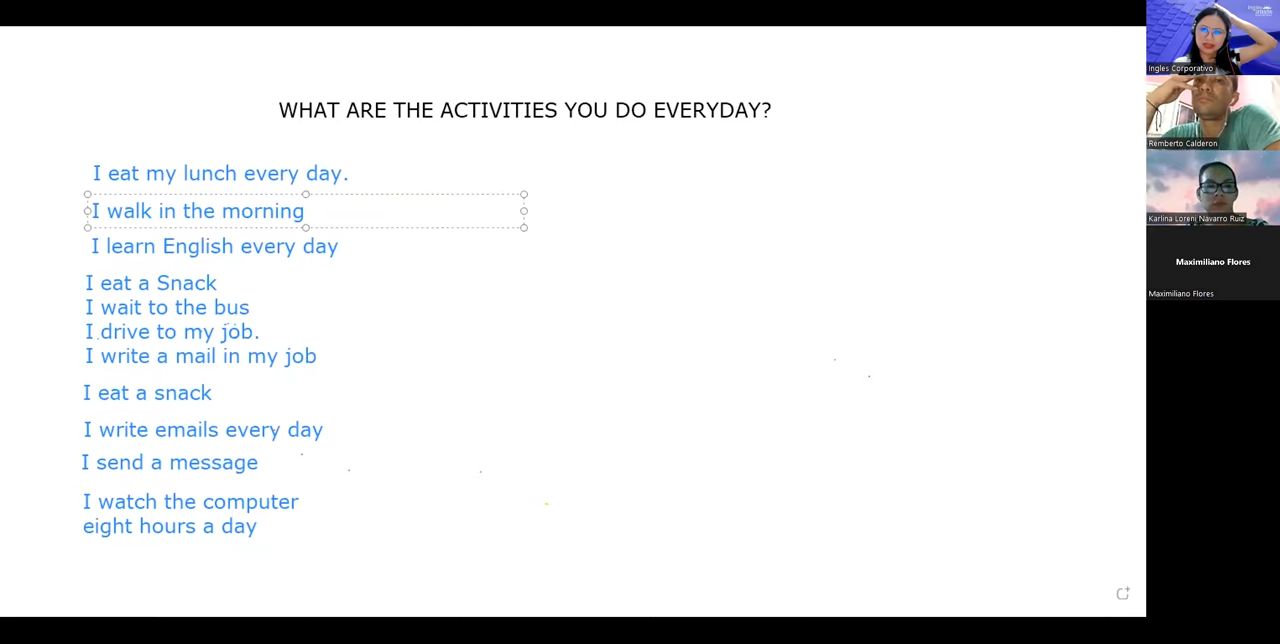 WHAT ARE THE ACTIVITIES YOU DO EVERYDAY?
I eat my lunch every day.
I walk in the morning
I learn English every day
I eat a Snack
I wait to the bus
I drive to my job.
I write a mail in my job
I eat a snack
I write emails every day
I send a message
I watch the computer
eight hours a day
Ingles Corporativo
Remberto Calderon
Karlina Loreni Navarro Ruiz
Maximiliano Flores
Maximiliano Flores